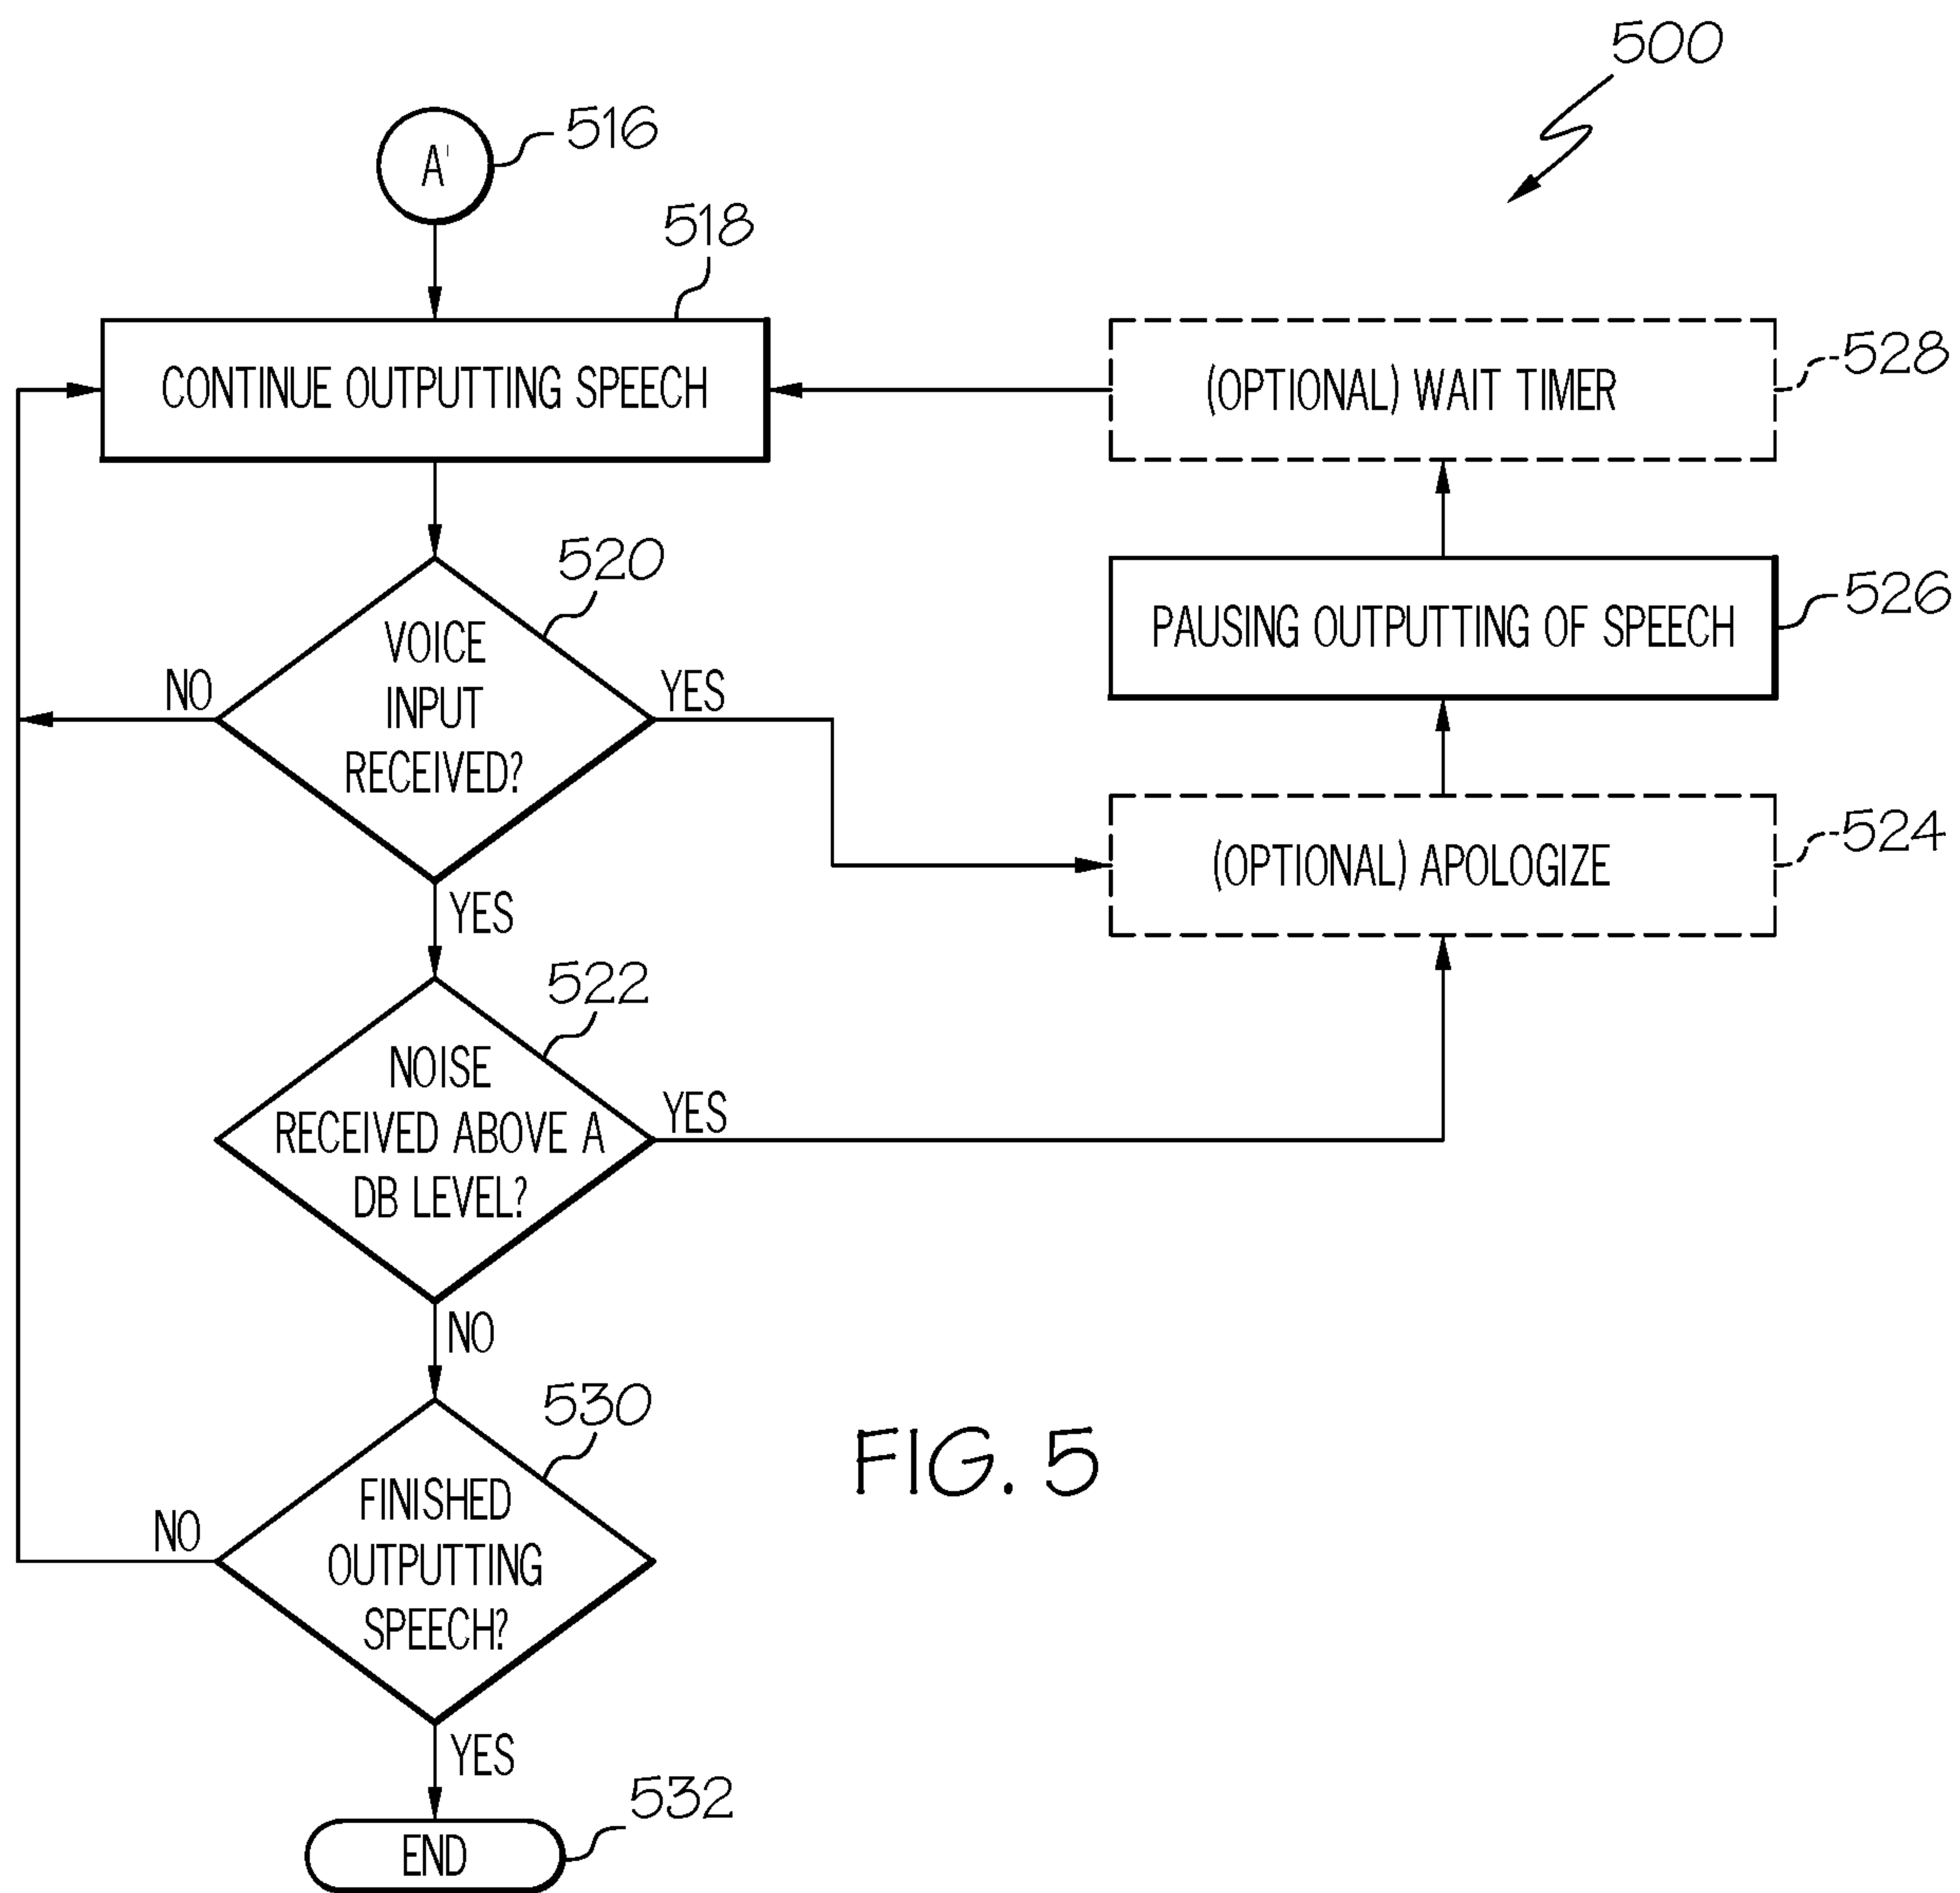 500
A'
516
518
CONTINUE OUTPUTTING SPEECH
(OPTIONAL) WAIT TIMER
528
520
VOICE
INPUT
RECEIVED?
NO
YES
YES
PAUSING OUTPUTTING OF SPEECH
526
(OPTIONAL) APOLOGIZE
524
522
NOISE
RECEIVED ABOVE A
DB LEVEL?
YES
NO
530
FINISHED
OUTPUTTING
SPEECH?
NO
YES
FIG. 5
532
END